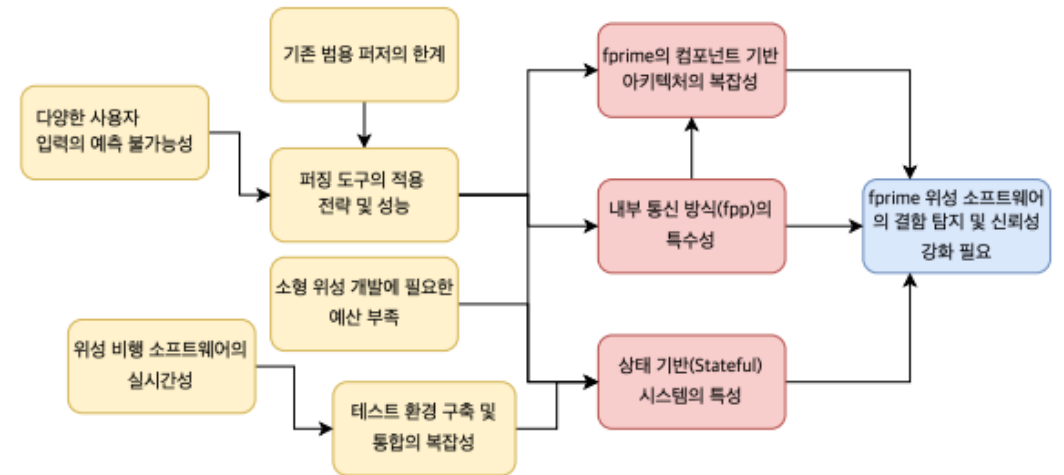 기존 범용 퍼저의 한계
다양한 사용자
입력의 예측 불가능성
퍼징 도구의 적용
전략 및 성능
소형 위성 개발에 필요한
예산 부족
위성 비행 소프트웨어의
실시간성
테스트 환경 구축 및
통합의 복잡성
fprime의 컴포넌트 기반
아키텍처의 복잡성
내부 통신 방식(fpp)의
특수성
상태 기반(Stateful)
시스템의 특성
fprime 위성 소프트웨어
의 결함 탐지 및 신뢰성
강화 필요